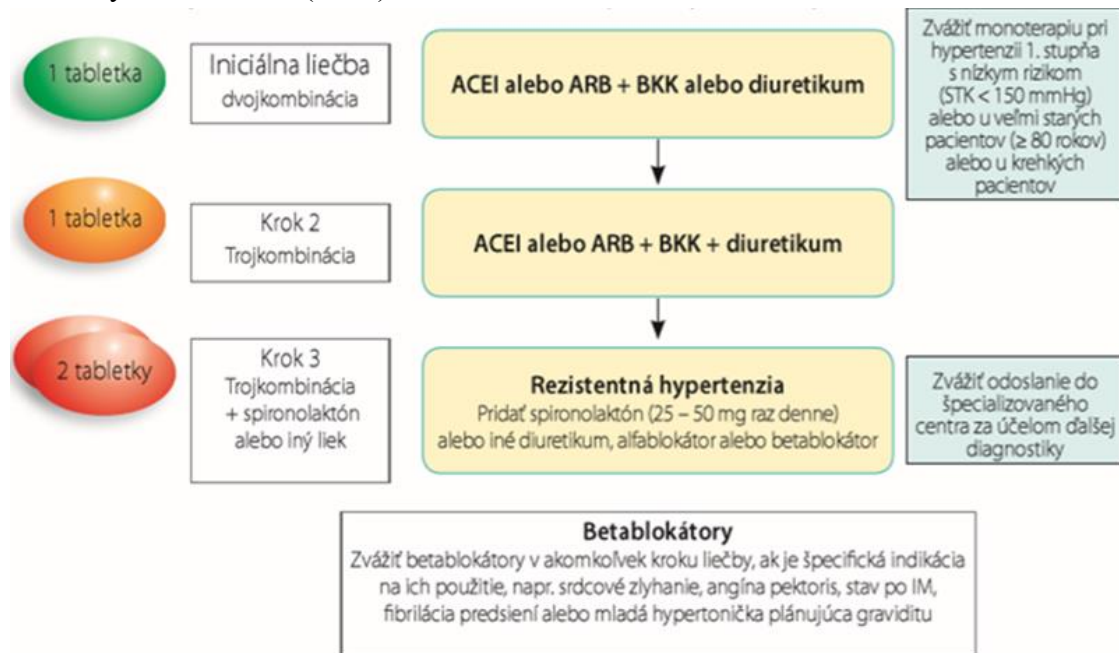 1 tabletka
Iniciálna liečba
dvojkombinácia
ACEI alebo ARB + BKK alebo diuretikum
Zvážiť monoterapiu pri
hypertenzii 1. stupňa
s nízkym rizikom
(STK < 150 mmHg)
alebo u veľmi starých
pacientov (≥ 80 rokov)
alebo u krehkých
pacientov
1 tabletka
Krok 2
Trojkombinácia
ACEI alebo ARB + BKK + diuretikum
2 tabletky
Krok 3
Trojkombinácia
+ spironolaktón
alebo iný liek
Rezistentná hypertenzia
Pridať spironolaktón (25 – 50 mg raz denne)
alebo iné diuretikum, alfablokátor alebo betablokátor
Zvážiť odoslanie do
špecializovaného
centra za účelom ďalšej
diagnostiky
Betablokátory
Zvážiť betablokátory v akomkoľvek kroku liečby, ak je špecifická indikácia
na ich použitie, napr. srdcové zlyhanie, angína pektoris, stav po IM,
fibrilácia predsiení alebo mladá hypertonička plánujúca graviditu